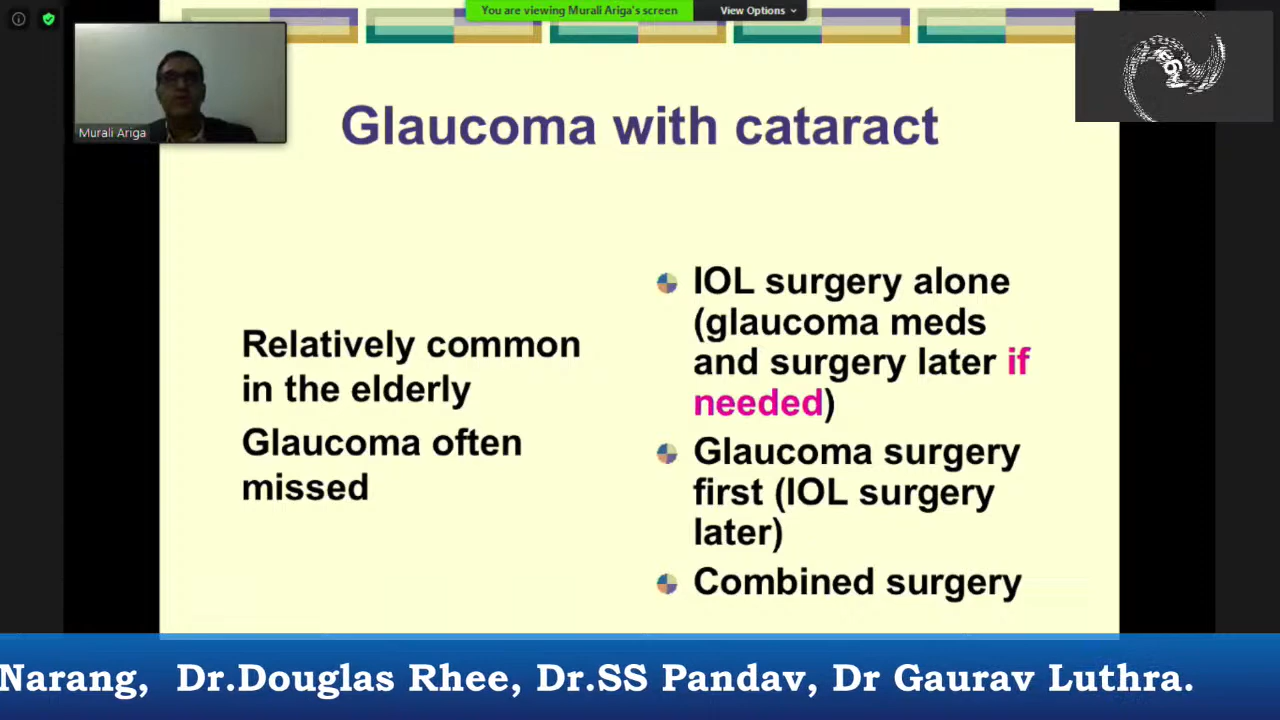 You are viewing Murali Ariga's screen
View Options
Murali Ariga
Glaucoma with cataract
Relatively common
in the elderly
Glaucoma often
missed
IOL surgery alone
(glaucoma meds
and surgery later if
needed)
Glaucoma surgery
first (IOL surgery
later)
Combined surgery
Narang, Dr.Douglas Rhee, Dr.SS Pandav, Dr Gaurav Luthra.